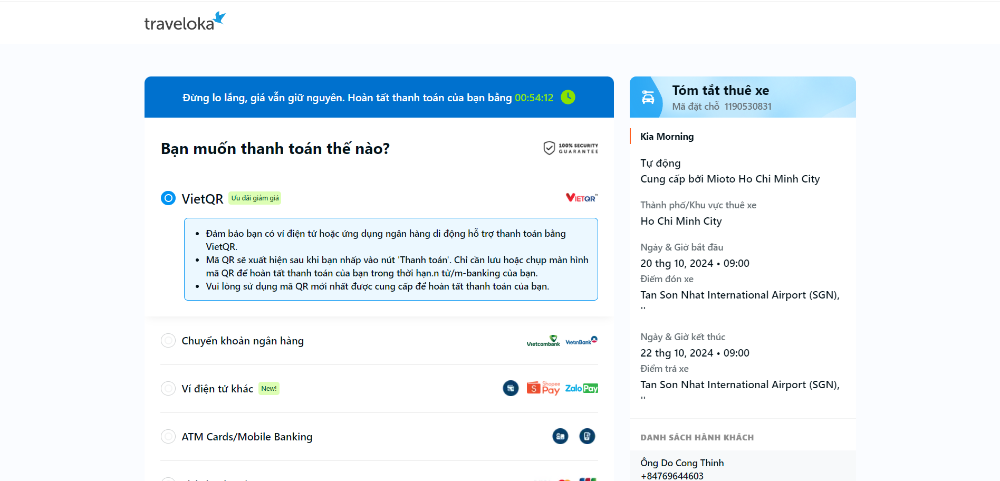 traveloka
Đừng lo lắng, giá vẫn giữ nguyên. Hoàn tất thanh toán của bạn bằng 00:54:12
Bạn muốn thanh toán thế nào?
100% SECURITY
GUARANTEE
VietQR Ưu đãi giảm giá
VIETQR™
• Đảm bảo bạn có ví điện tử hoặc ứng dụng ngân hàng di động hỗ trợ thanh toán bằng
VietQR.
• Mã QR sẽ xuất hiện sau khi bạn nhấp vào nút 'Thanh toán'. Chỉ cần lưu hoặc chụp màn hình
mã QR để hoàn tất thanh toán của bạn trong thời hạn.n tử/m-banking của bạn.
• Vui lòng sử dụng mã QR mới nhất được cung cấp để hoàn tất thanh toán của bạn.
Chuyển khoản ngân hàng
Vietcombank VietinBank
Ví điện tử khác New!
Shopee
Pay
ZaloPay
ATM Cards/Mobile Banking
Tóm tắt thuê xe
Mã đặt chỗ 1190530831
Kia Morning
Tự động
Cung cấp bởi Mioto Ho Chi Minh City
Thành phố/Khu vực thuê xe
Ho Chi Minh City
Ngày & Giờ bắt đầu
20 thg 10, 2024 • 09:00
Điểm đón xe
Tan Son Nhat International Airport (SGN),
Ngày & Giờ kết thúc
22 thg 10, 2024 • 09:00
Điểm trả xe
Tan Son Nhat International Airport (SGN),
DANH SÁCH HÀNH KHÁCH
Ông Do Cong Thinh
+84769644603